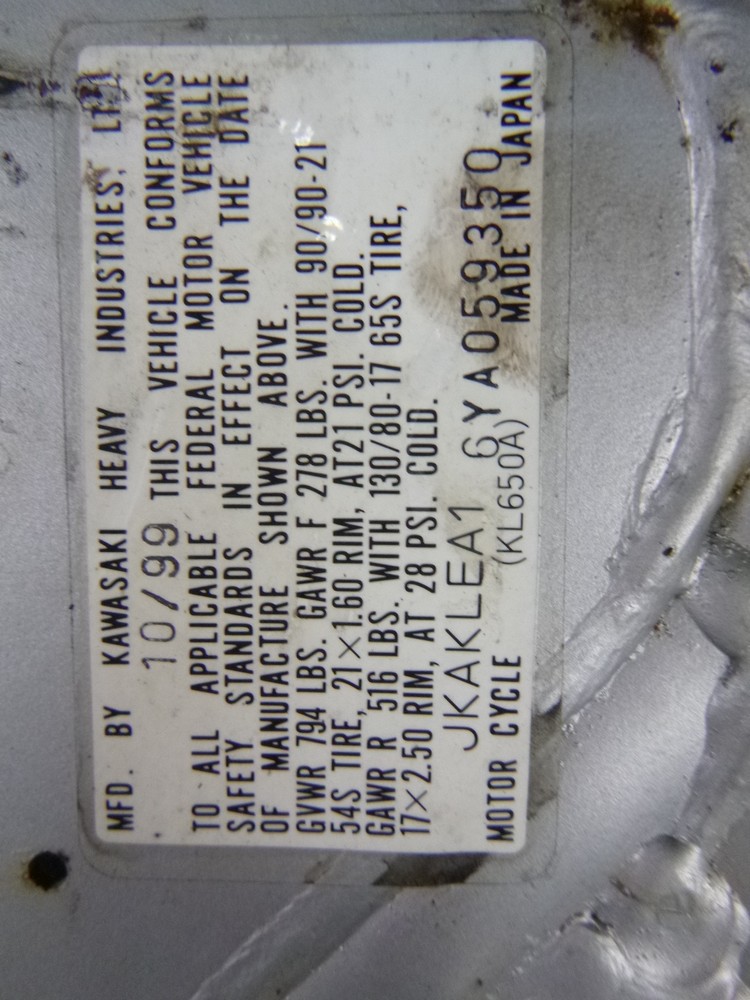 MFD. BY KAWASAKI HEAVY INDUSTRIES, LTD.
10/99 THIS VEHICLE CONFORMS
TO ALL APPLICABLE FEDERAL MOTOR VEHICLE
SAFETY STANDARDS IN EFFECT ON THE DATE
OF MANUFACTURE SHOWN ABOVE.
GVWR 794 LBS. GAWR F 278 LBS. WITH 90/90-21
54S TIRE, 21×1.60 RIM, AT21 PSI. COLD.
GAWR R 516 LBS. WITH 130/80-17 65S TIRE,
17×2.50 RIM, AT 28 PSI. COLD.
JKAKLEA1 6 YA059350
MOTOR CYCLE (KL650A) MADE IN JAPAN